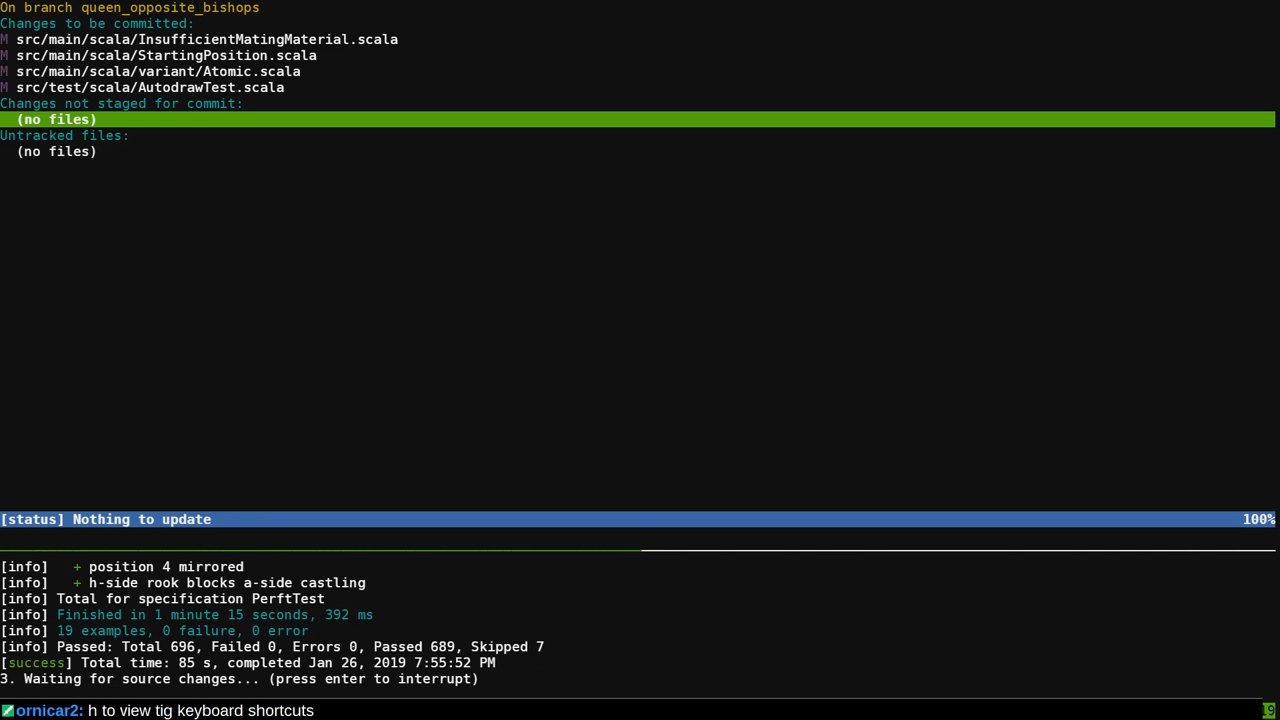 On branch queen_opposite_bishops
Changes to be committed:
M src/main/scala/InsufficientMatingMaterial.scala
M src/main/scala/StartingPosition.scala
M src/main/scala/variant/Atomic.scala
M src/test/scala/AutodrawTest.scala
Changes not staged for commit:
(no files)
Untracked files:
(no files)
[status] Nothing to update 100%
[info] + position 4 mirrored
[info] + h-side rook blocks a-side castling
[info] Total for specification PerftTest
[info] Finished in 1 minute 15 seconds, 392 ms
[info] 19 examples, 0 failure, 0 error
[info] Passed: Total 696, Failed 0, Errors 0, Passed 689, Skipped 7
[success] Total time: 85 s, completed Jan 26, 2019 7:55:52 PM
3. Waiting for source changes... (press enter to interrupt)
ornicar2: h to view tig keyboard shortcuts 19